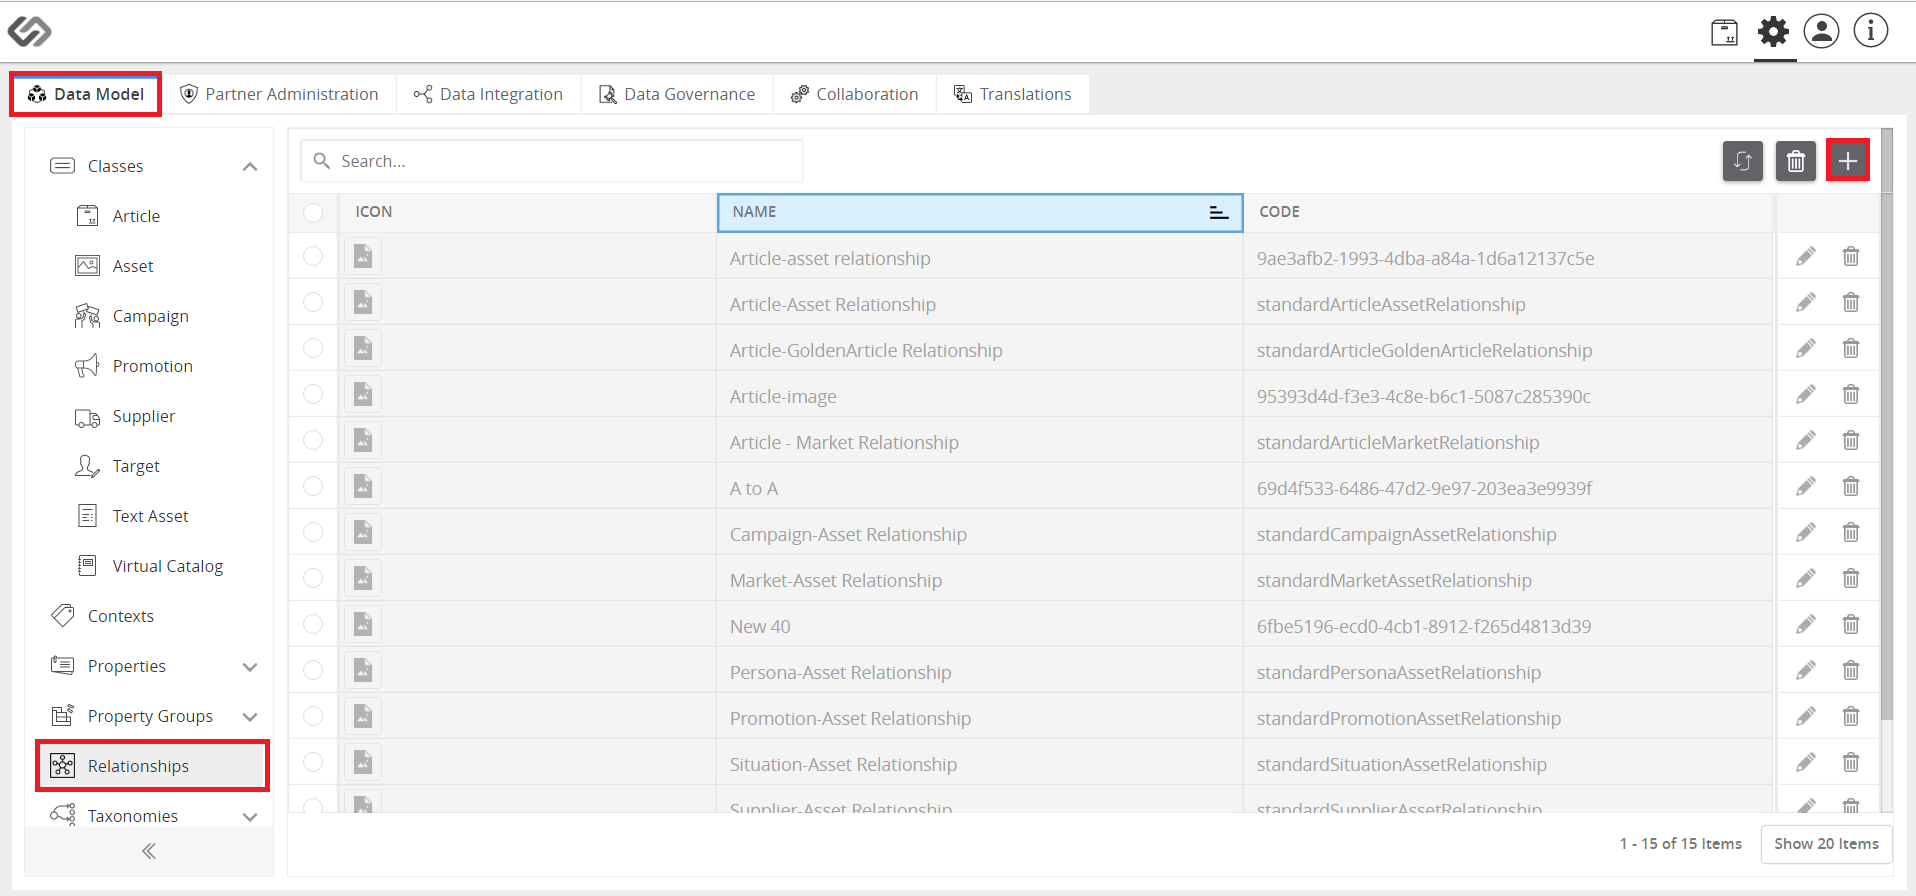 Data Model
Partner Administration
Data Integration
Data Governance
Collaboration
Translations
Classes
Article
Asset
Campaign
Promotion
Supplier
Target
Text Asset
Virtual Catalog
Contexts
Properties
Property Groups
Relationships
Taxonomies
Search...
ICON NAME CODE
Article-asset relationship 9ae3afb2-1993-4dba-a84a-1d6a12137c5e
Article-Asset Relationship standardArticleAssetRelationship
Article-GoldenArticle Relationship standardArticleGoldenArticleRelationship
Article-image 95393d4d-f3e3-4c8e-b6c1-5087c285390c
Article - Market Relationship standardArticleMarketRelationship
A to A 69d4f533-6486-47d2-9e97-203ea3e9939f
Campaign-Asset Relationship standardCampaignAssetRelationship
Market-Asset Relationship standardMarketAssetRelationship
New 40 6fbe5196-ecd0-4cb1-8912-f265d4813d39
Persona-Asset Relationship standardPersonaAssetRelationship
Promotion-Asset Relationship standardPromotionAssetRelationship
Situation-Asset Relationship standardSituationAssetRelationship
Supplier-Asset Relationship standardSupplierAssetRelationship
1 - 15 of 15 Items
Show 20 Items